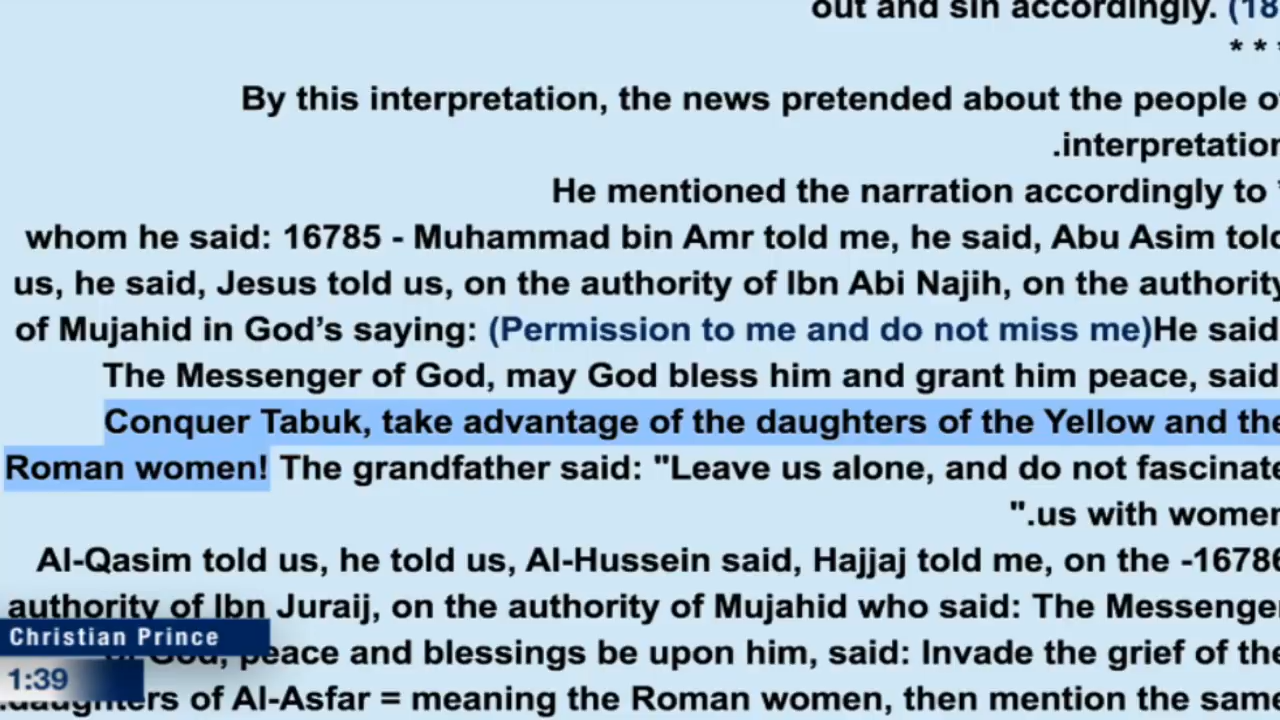 out and sin accordingly. (18
* * *
By this interpretation, the news pretended about the people of
.interpretation
He mentioned the narration accordingly to
whom he said: 16785 - Muhammad bin Amr told me, he said, Abu Asim told
us, he said, Jesus told us, on the authority of Ibn Abi Najih, on the authority
of Mujahid in God's saying: (Permission to me and do not miss me)He said
The Messenger of God, may God bless him and grant him peace, said
Conquer Tabuk, take advantage of the daughters of the Yellow and the
Roman women! The grandfather said: "Leave us alone, and do not fascinate
".us with women
Al-Qasim told us, he told us, Al-Hussein said, Hajjaj told me, on the -16786
authority of Ibn Juraij, on the authority of Mujahid who said: The Messenger
of God, peace and blessings be upon him, said: Invade the grief of the
.daughters of Al-Asfar = meaning the Roman women, then mention the same
Christian Prince
1:39